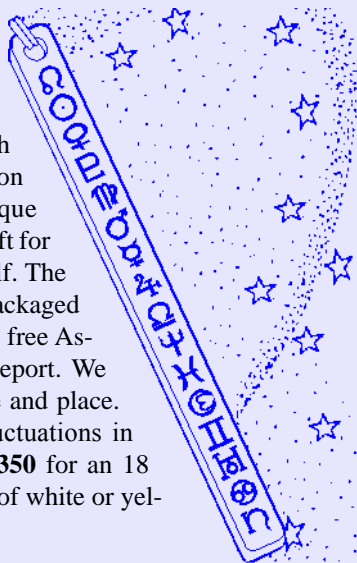 h
on
que
ft for
lf. The
ackaged
free As-
eport. We
e and place.
uctuations in
350 for an 18
of white or yel-